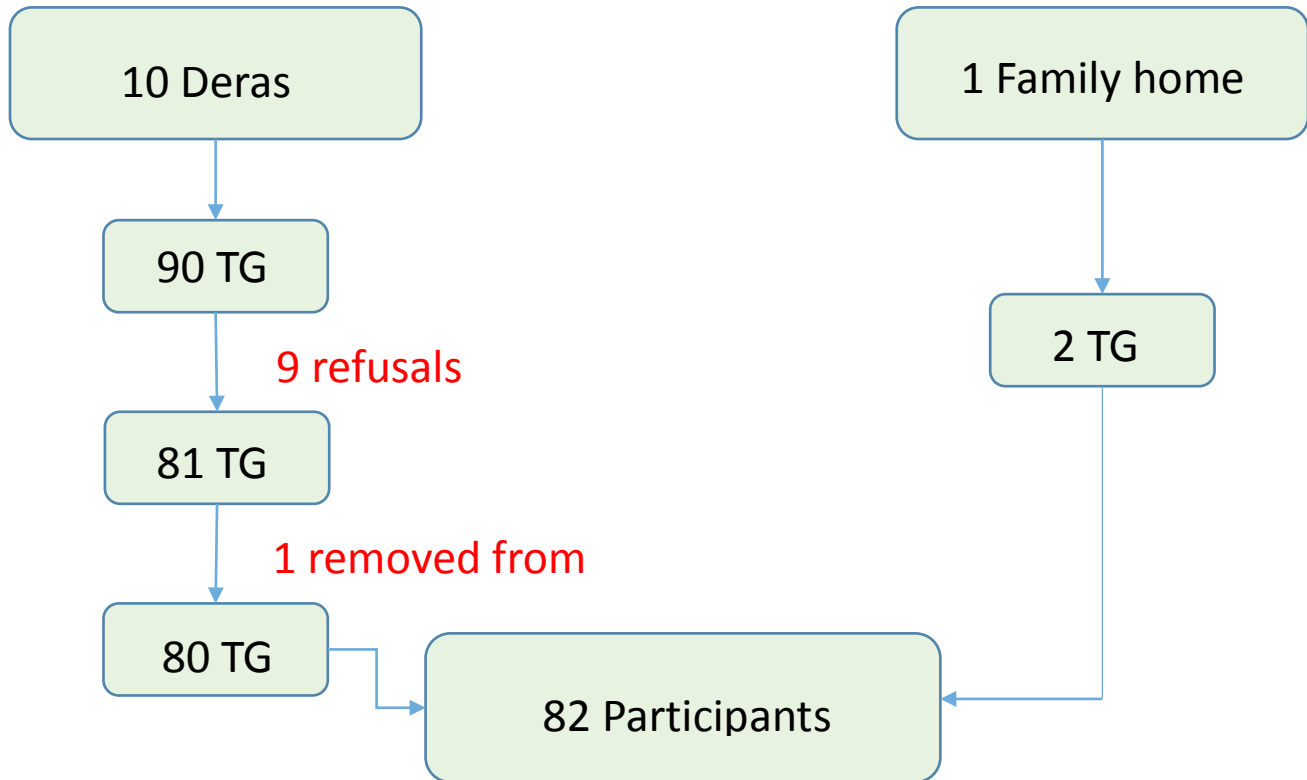 10 Deras
1 Family home
90 TG
9 refusals
2 TG
81 TG
1 removed from
80 TG
82 Participants